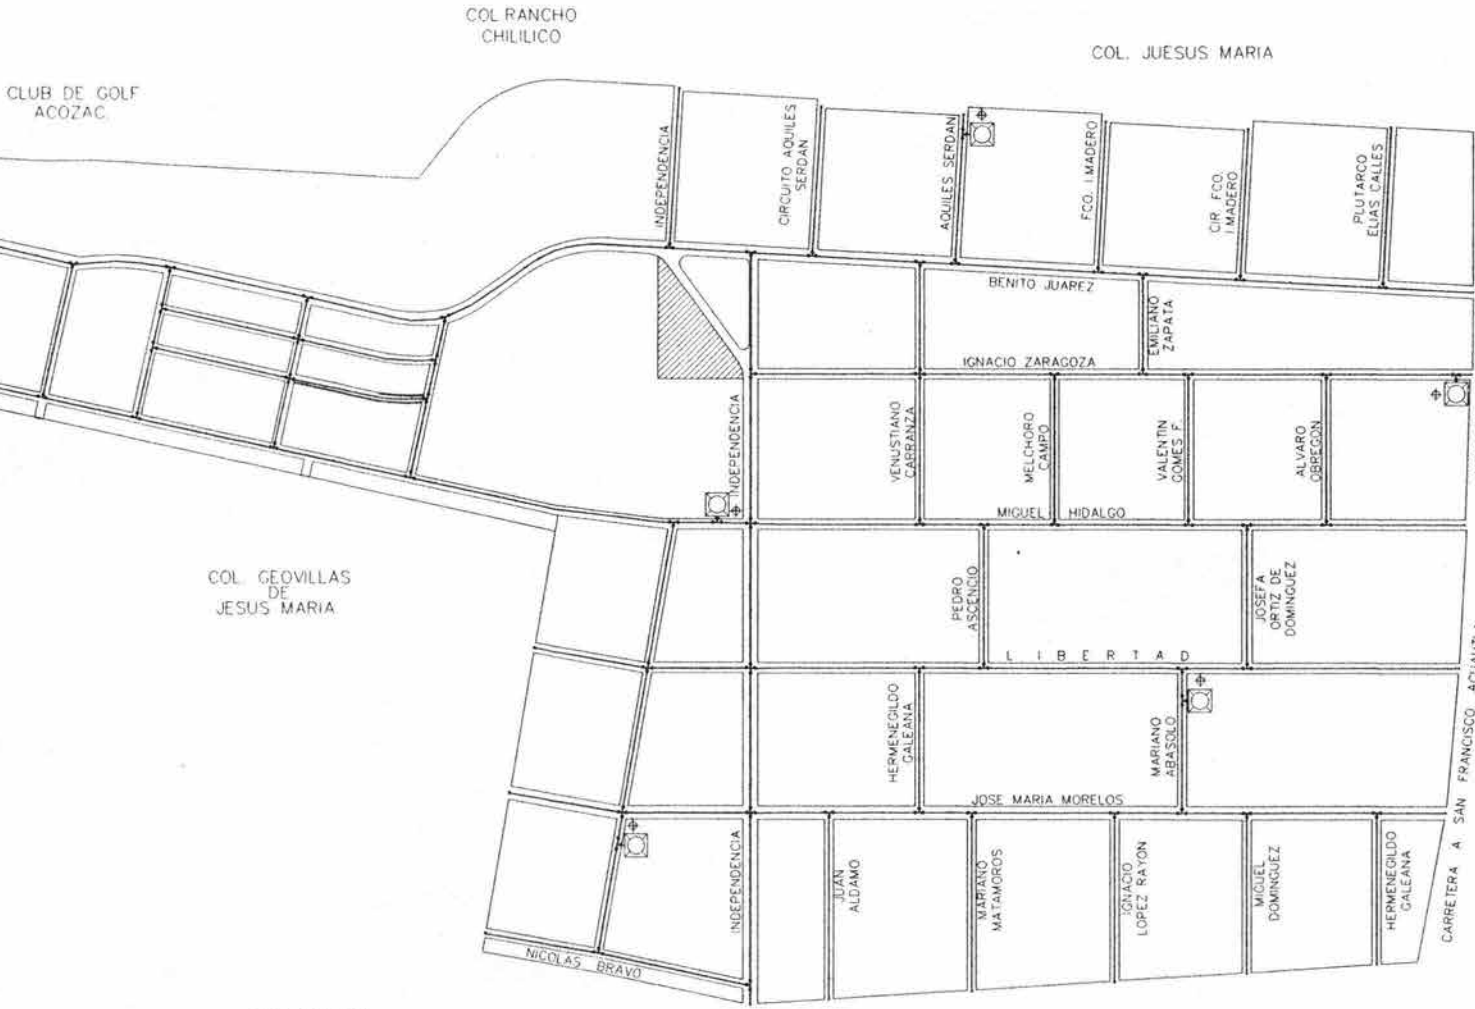 COL RANCHO
CHILILICO
COL. JUESUS MARIA
CLUB DE GOLF
ACOZAC
INDEPENDENCIA
CIRCUITO AQUILES
SERDAN
AQUILES SERDAN
FCO. I.MADERO
CIR. FCO.
I.MADERO
PLUTARCO
ELIAS CALLES
BENITO JUAREZ
EMILIANO
ZAPATA
IGNACIO ZARAGOZA
INDEPENDENCIA
VENUSTIANO
CARRANZA
MELCHORO
CAMPO
VALENTIN
GOMES F.
ALVARO
OBREGON
MIGUEL HIDALGO
COL. GEOVILLAS
DE
JESUS MARIA
PEDRO
ASCENCIO
JOSEFA
ORTIZ DE
DOMINGUEZ
LIBERTAD
HERMENEGILDO
GALEANA
MARIANO
ABASOLO
JOSE MARIA MORELOS
INDEPENDENCIA
JUAN
ALDAMO
MARIANO
MATAMOROS
IGNACIO
LOPEZ RAYON
MIGUEL
DOMINGUEZ
HERMENEGILDO
GALEANA
CARRETERA A SAN FRANCISCO
NICOLAS BRAVO